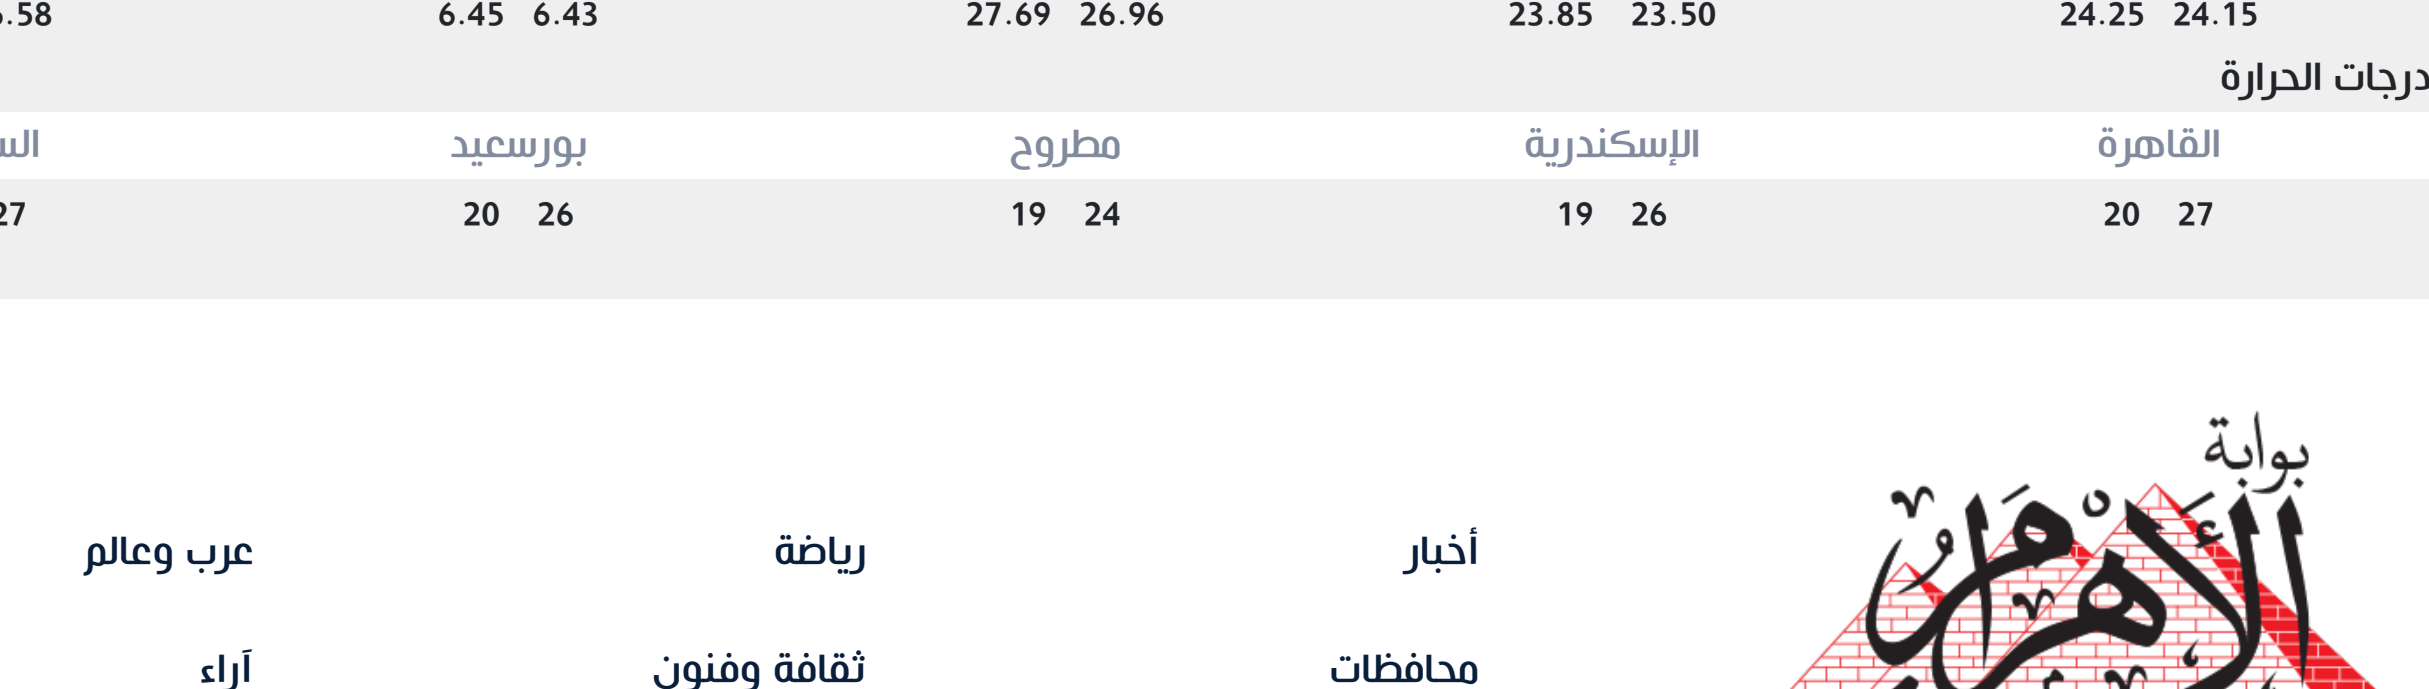 24.15 24.25 23.50 23.85 26.96 27.69 6.43 6.45 .58
درجات الحرارة
القاهرة الإسكندرية مطروح بورسعيد
27 20 26 19 24 19 26 20 27
بوابة
الأهرام
أخبار رياضة عرب وعالم
محافظات ثقافة وفنون آراء